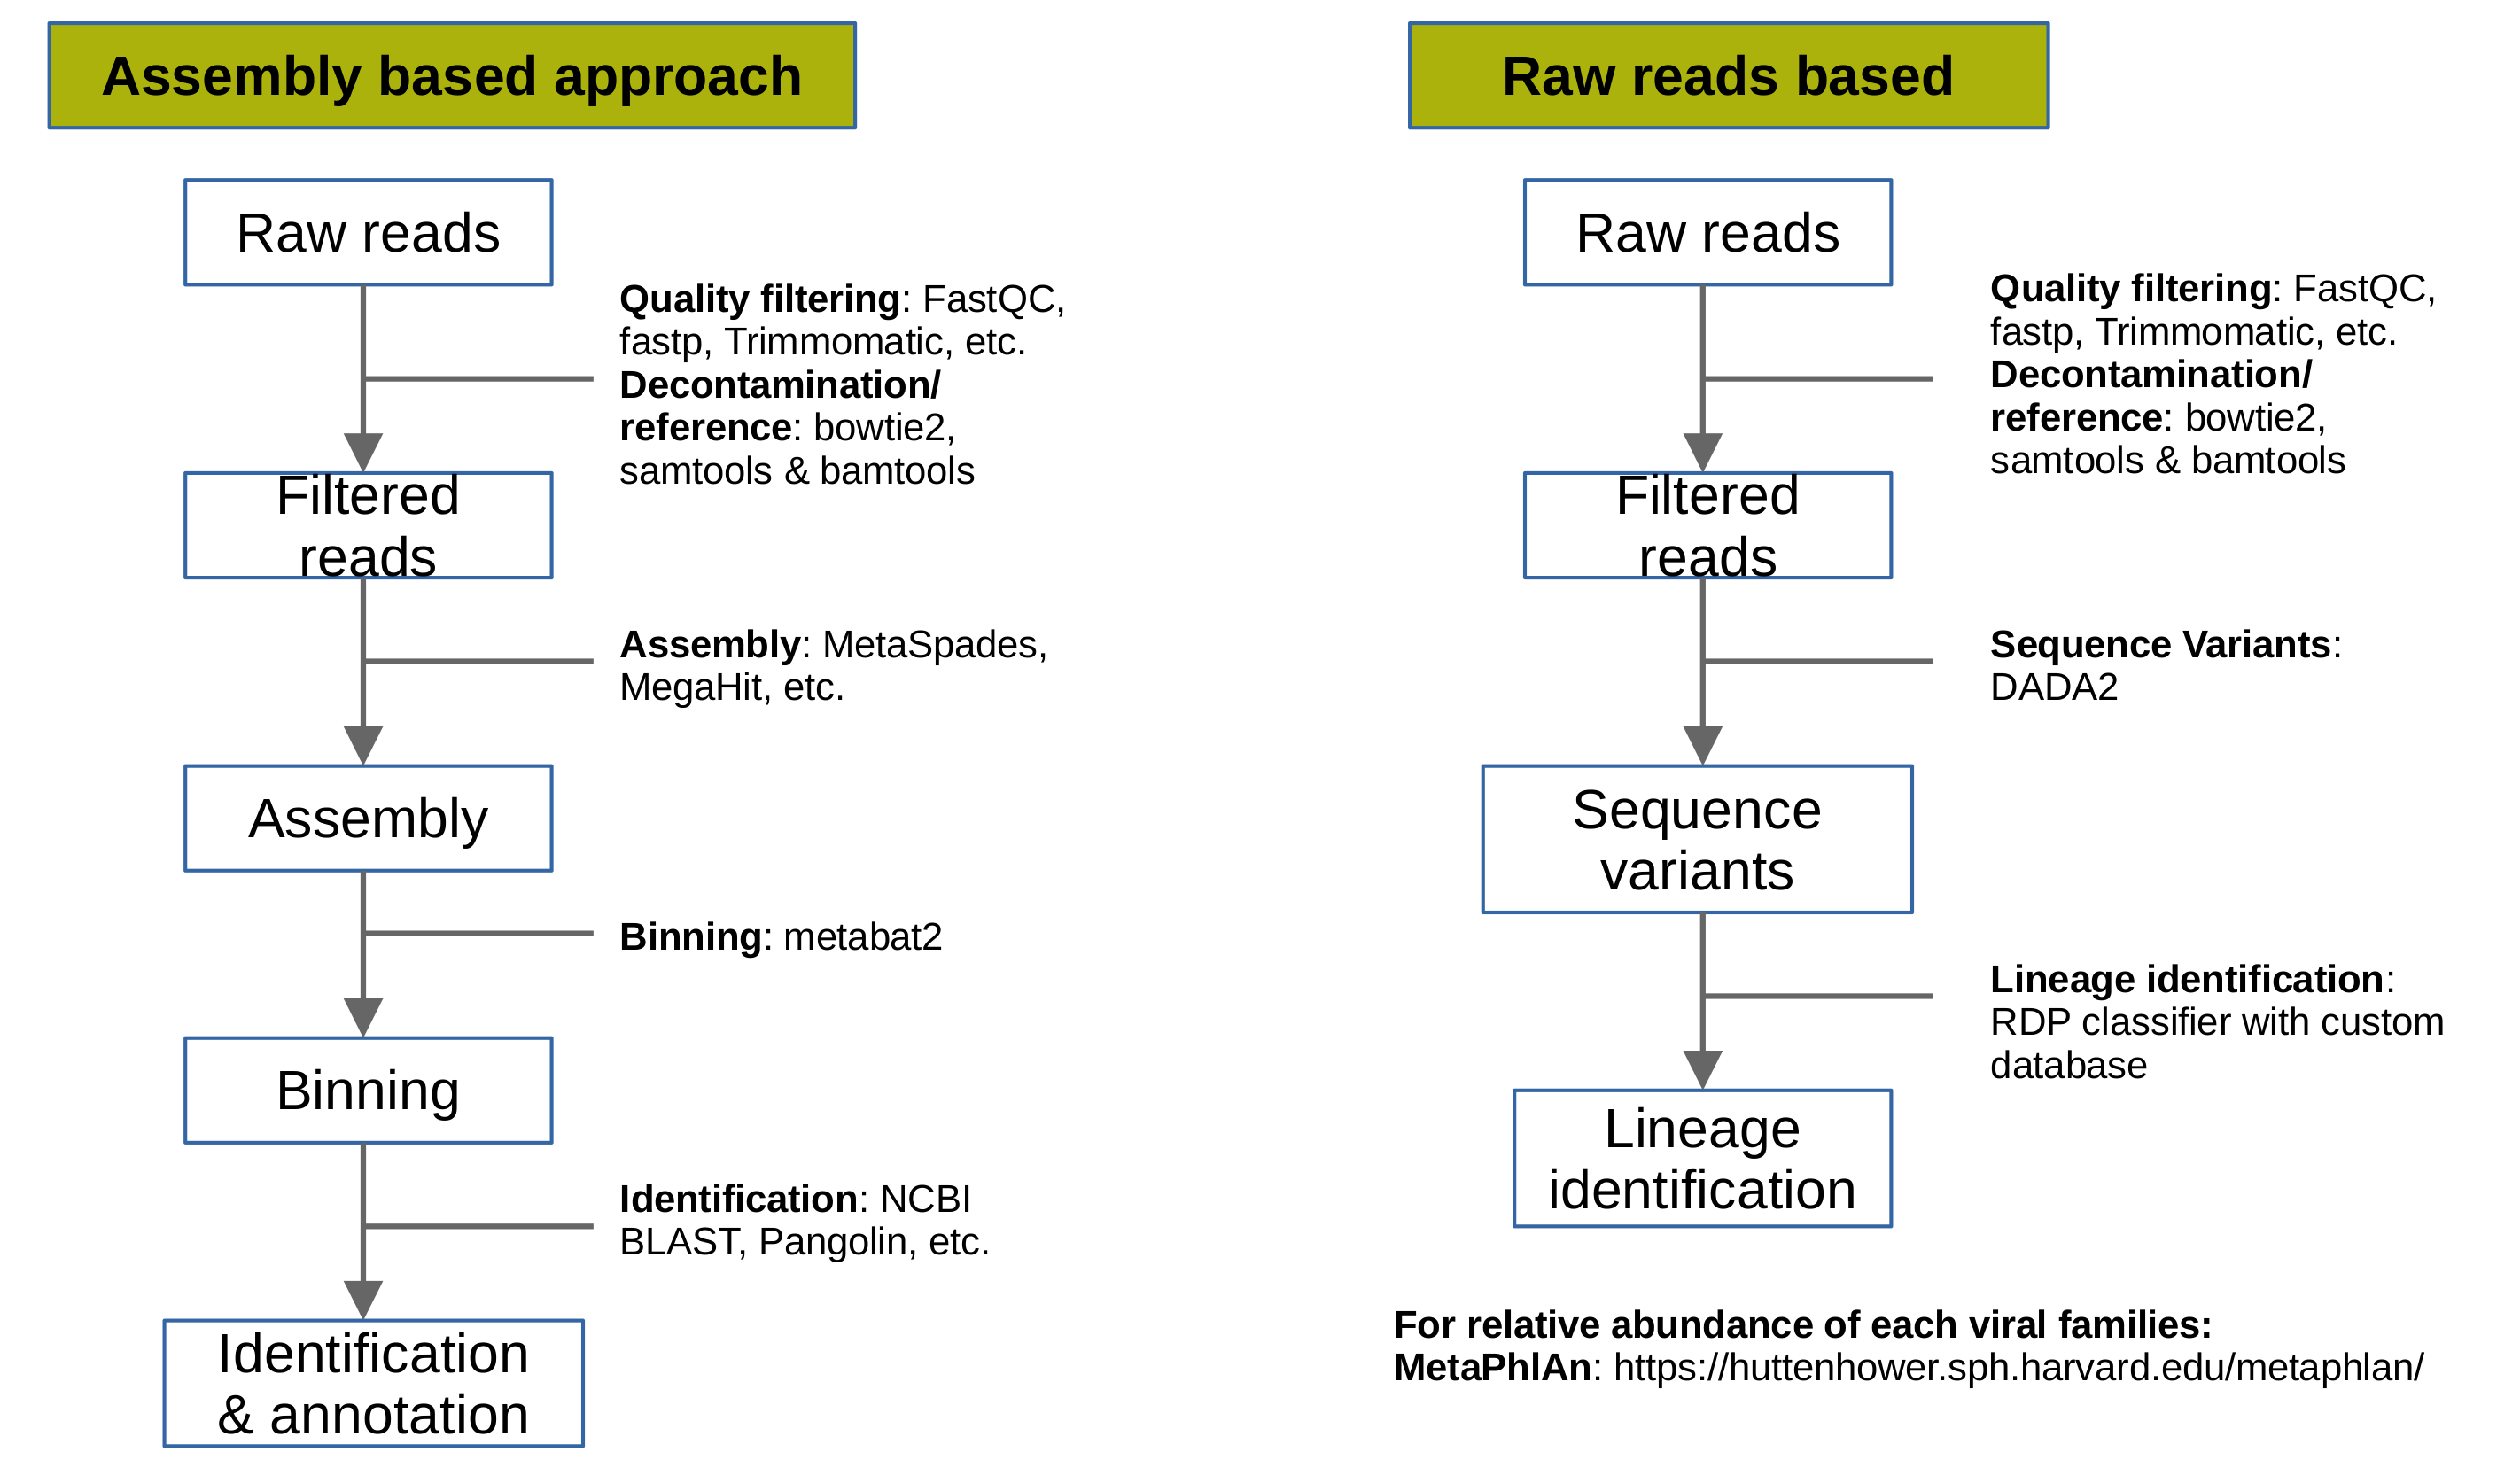 Assembly based approach
Raw reads
Quality filtering: FastQC,
fastp, Trimmomatic, etc.
Decontamination/
reference: bowtie2,
samtools & bamtools
Filtered
reads
Assembly: MetaSpades,
MegaHit, etc.
Assembly
Binning: metabat2
Binning
Identification: NCBI
BLAST, Pangolin, etc.
Identification
& annotation
Raw reads based
Raw reads
Quality filtering: FastQC,
fastp, Trimmomatic, etc.
Decontamination/
reference: bowtie2,
samtools & bamtools
Filtered
reads
Sequence Variants:
DADA2
Sequence
variants
Lineage identification:
RDP classifier with custom
database
Lineage
identification
For relative abundance of each viral families:
MetaPhlAn: https://huttenhower.sph.harvard.edu/metaphlan/